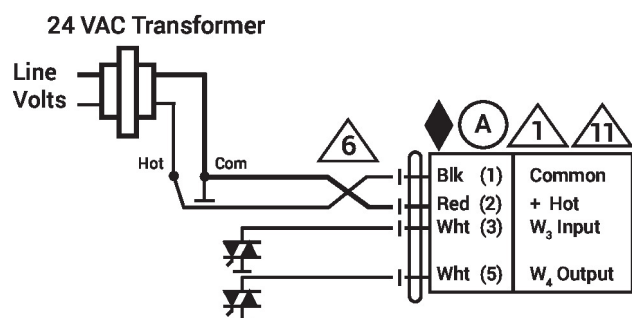 24 VAC Transformer
Line
Volts
Hot
Com
6
A
1
11
Blk (1) Common
Red (2) + Hot
Wht (3) W₃ Input
Wht (5) W₄ Output